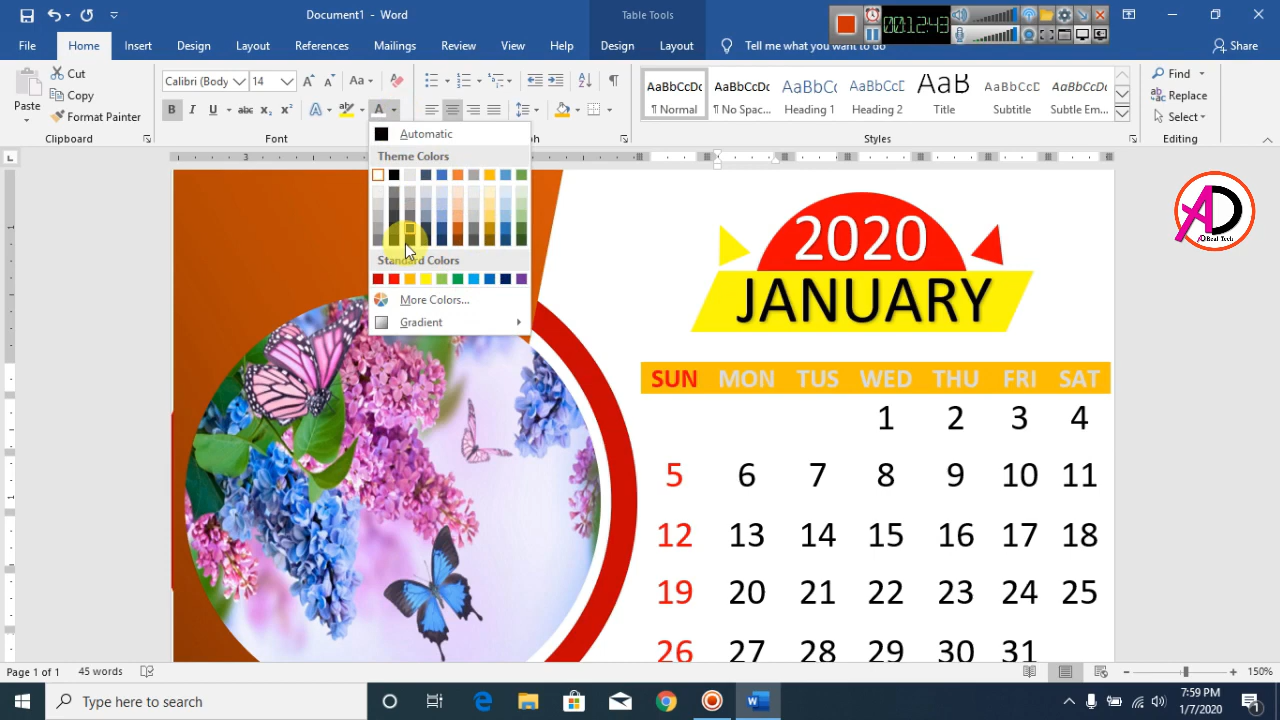 Document1 - Word
Table Tools
00:12:43
File Home Insert Design Layout References Mailings Review View Help Design Layout Tell me what you want to do Share
Paste
Cut
Copy
Format Painter
Clipboard
Calibri (Body 14
Font
AaBbCcDc AaBbCcDc AaBbCc AaBbCcD AaB AaBbCcD AaBbCcDc
¶ Normal ¶ No Spac... Heading 1 Heading 2 Title Subtitle Subtle Em...
Styles
Find
Replace
Select
Editing
Automatic
Theme Colors
Standard Colors
More Colors...
Gradient
2020
JANUARY
SUN MON TUS WED THU FRI SAT
1 2 3 4
5 6 7 8 9 10 11
12 13 14 15 16 17 18
19 20 21 22 23 24 25
26 27 28 29 30 31
Page 1 of 1 45 words 150%
Type here to search
7:59 PM
1/7/2020